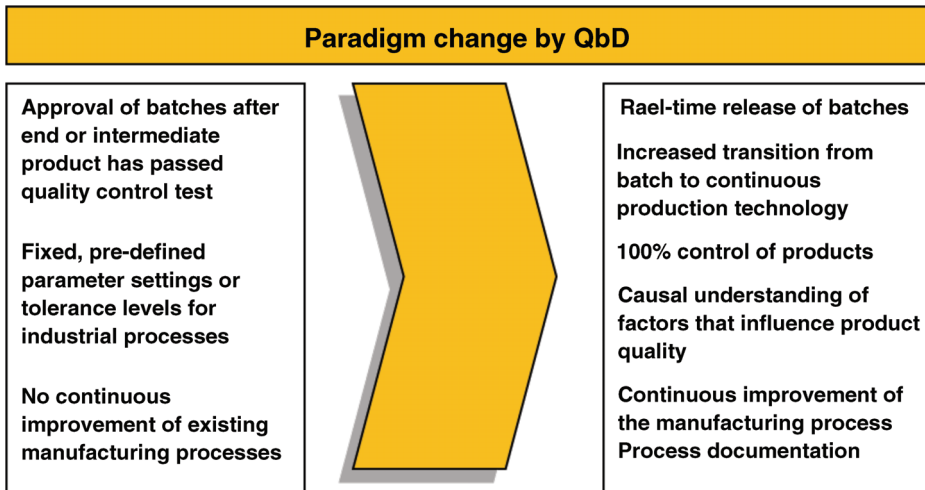 Paradigm change by QbD
Approval of batches after
end or intermediate
product has passed
quality control test
Fixed, pre-defined
parameter settings or
tolerance levels for
industrial processes
No continuous
improvement of existing
manufacturing processes
Rael-time release of batches
Increased transition from
batch to continuous
production technology
100% control of products
Causal understanding of
factors that influence product
quality
Continuous improvement of
the manufacturing process
Process documentation